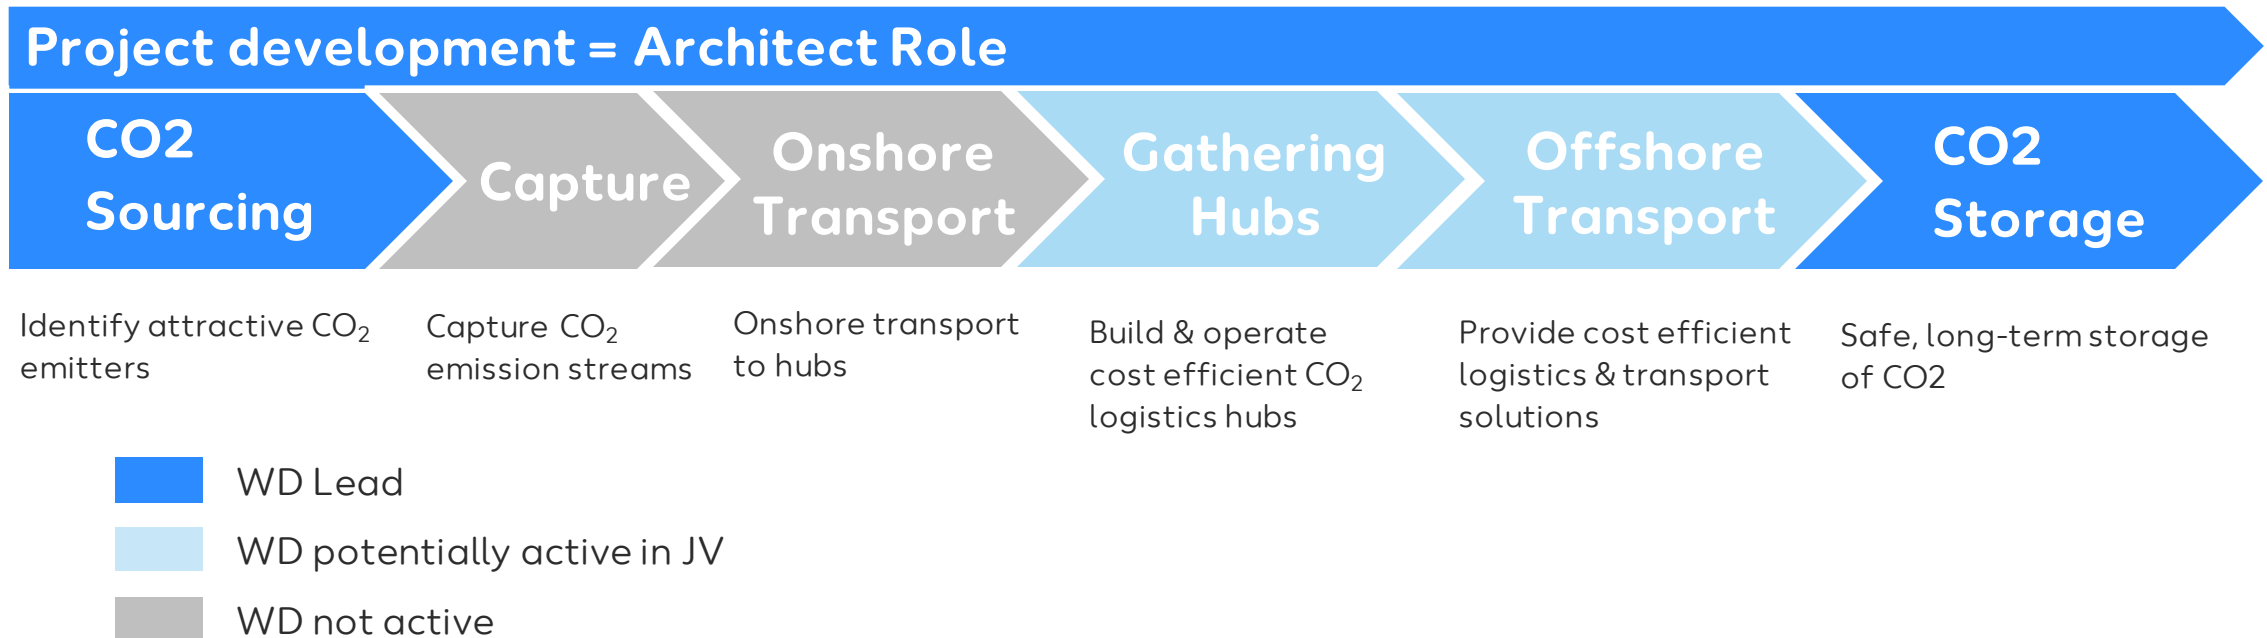 Project development = Architect Role
CO2
Sourcing
Capture
Onshore
Transport
Gathering
Hubs
Offshore
Transport
CO2
Storage
Identify attractive CO₂
emitters
Capture CO₂
emission streams
Onshore transport
to hubs
Build & operate
cost efficient CO₂
logistics hubs
Provide cost efficient
logistics & transport
solutions
Safe, long-term storage
of CO2
WD Lead
WD potentially active in JV
WD not active